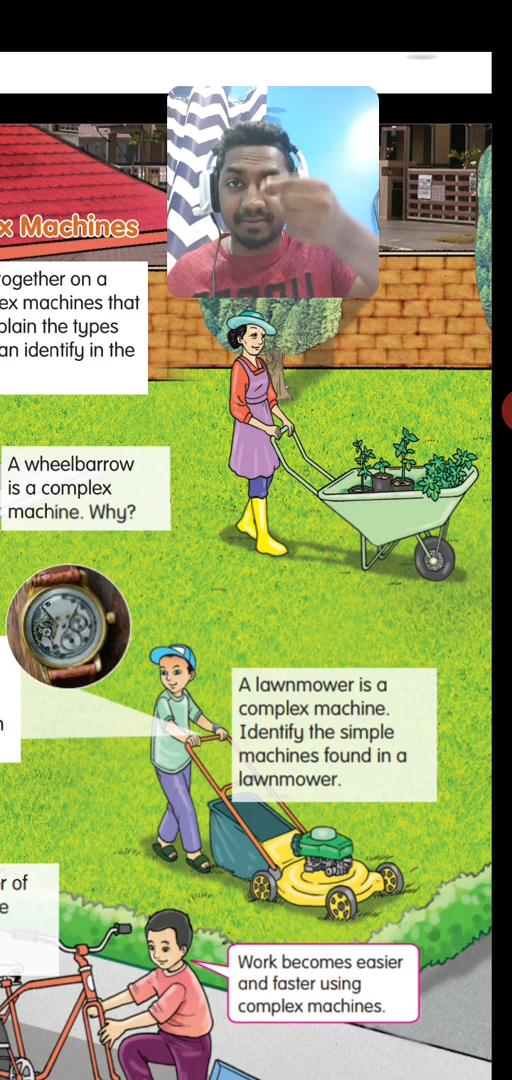 x Machines
together on a
ex machines that
plain the types
an identify in the
A wheelbarrow
is a complex
machine. Why?
A lawnmower is a
complex machine.
Identify the simple
machines found in a
lawnmower.
r of
e
Work becomes easier
and faster using
complex machines.